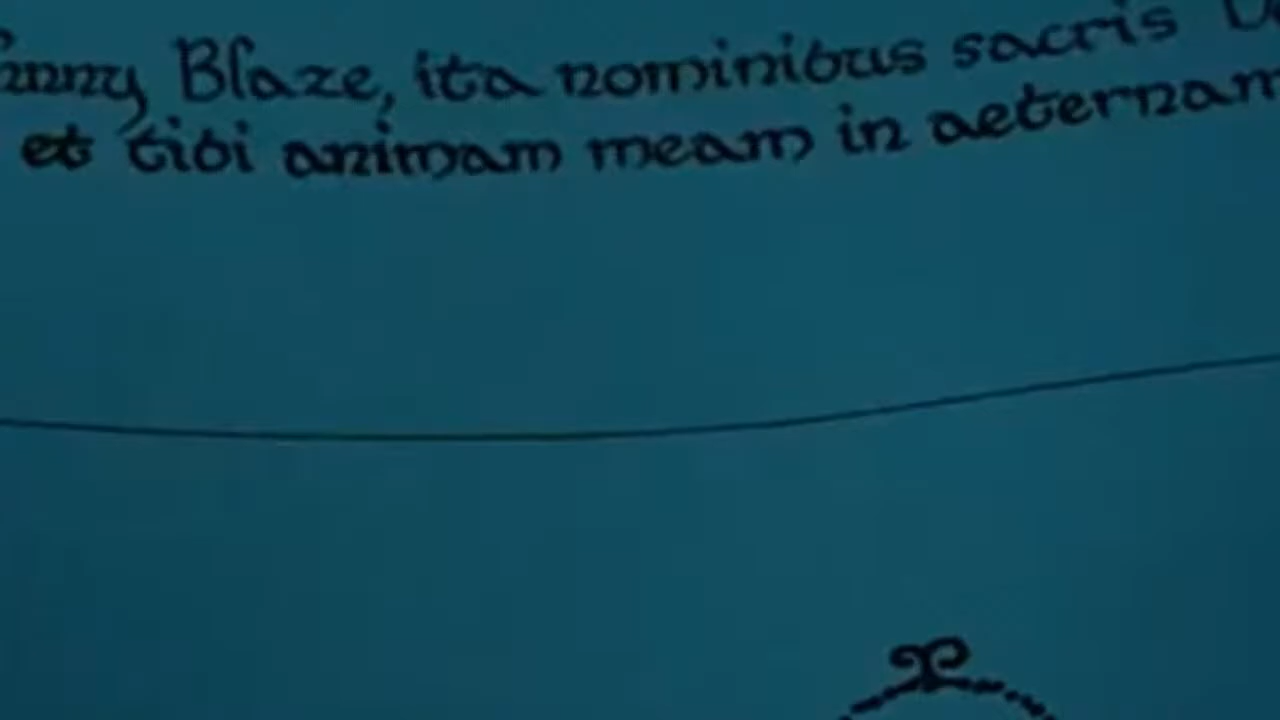 Blaze, ita nominibus sacris
et tibi animam meam in aeternam